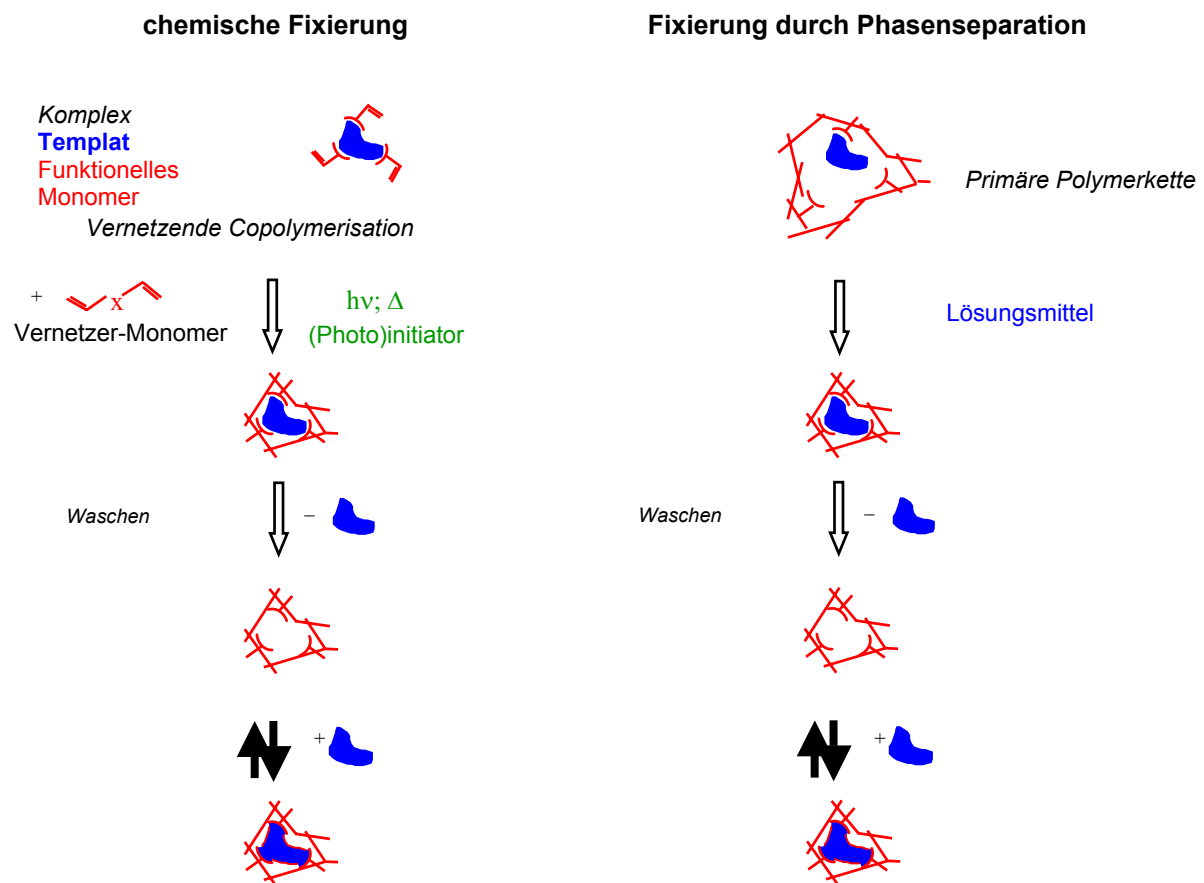 chemische Fixierung
Fixierung durch Phasenseparation
Komplex
Templat
Funktionelles
Monomer
Vernetzende Copolymerisation
Primäre Polymerkette
+
x
Vernetzer-Monomer
hν; Δ
(Photo)initiator
Lösungsmittel
Waschen
–
Waschen
–
+
+